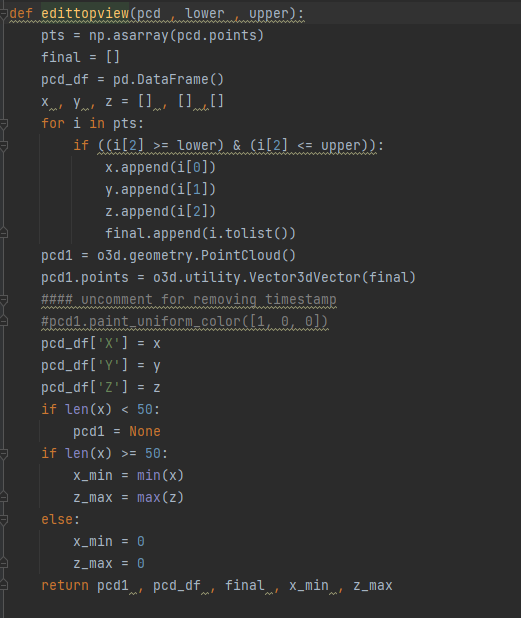 def edittopview(pcd , lower , upper):
    pts = np.asarray(pcd.points)
    final = []
    pcd_df = pd.DataFrame()
    x , y , z = [] , [] ,[]
    for i in pts:
        if ((i[2] >= lower) & (i[2] <= upper)):
            x.append(i[0])
            y.append(i[1])
            z.append(i[2])
            final.append(i.tolist())
    pcd1 = o3d.geometry.PointCloud()
    pcd1.points = o3d.utility.Vector3dVector(final)
    #### uncomment for removing timestamp
    #pcd1.paint_uniform_color([1, 0, 0])
    pcd_df['X'] = x
    pcd_df['Y'] = y
    pcd_df['Z'] = z
    if len(x) < 50:
        pcd1 = None
    if len(x) >= 50:
        x_min = min(x)
        z_max = max(z)
    else:
        x_min = 0
        z_max = 0
    return pcd1 , pcd_df , final , x_min , z_max